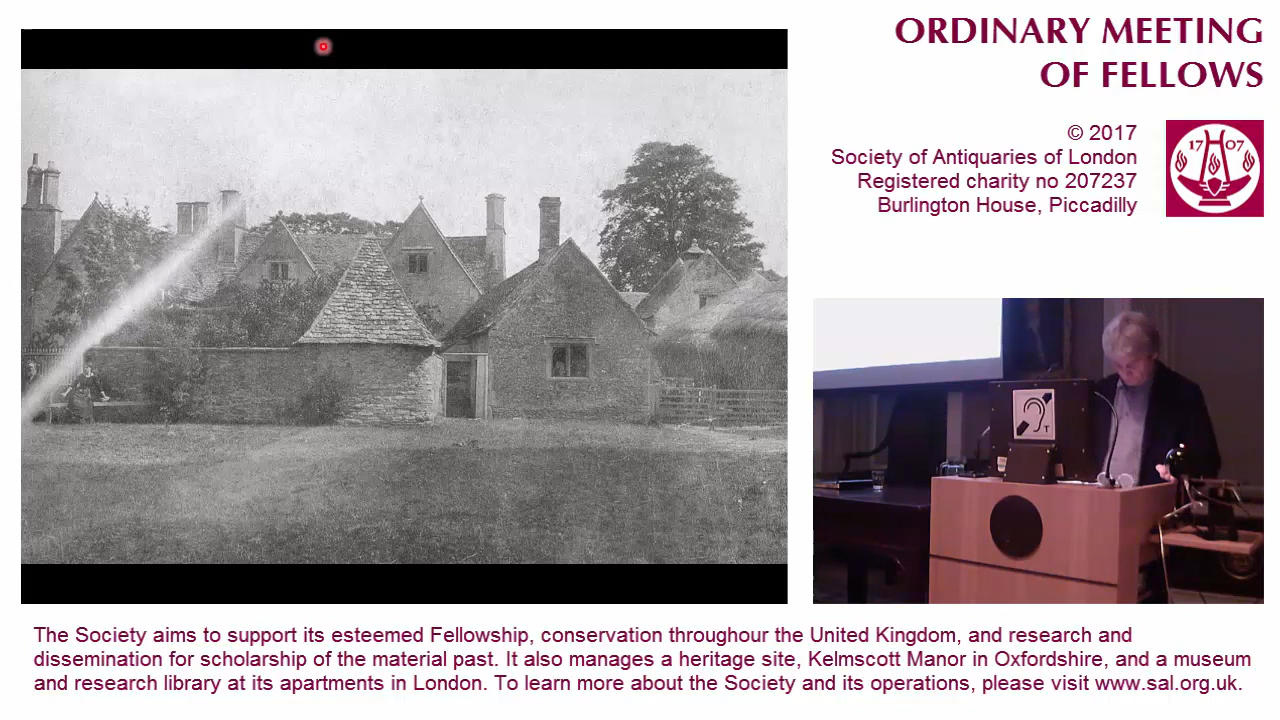 ORDINARY MEETING
OF FELLOWS
© 2017
Society of Antiquaries of London
Registered charity no 207237
Burlington House, Piccadilly
17 07
T
The Society aims to support its esteemed Fellowship, conservation throughour the United Kingdom, and research and
dissemination for scholarship of the material past. It also manages a heritage site, Kelmscott Manor in Oxfordshire, and a museum
and research library at its apartments in London. To learn more about the Society and its operations, please visit www.sal.org.uk.